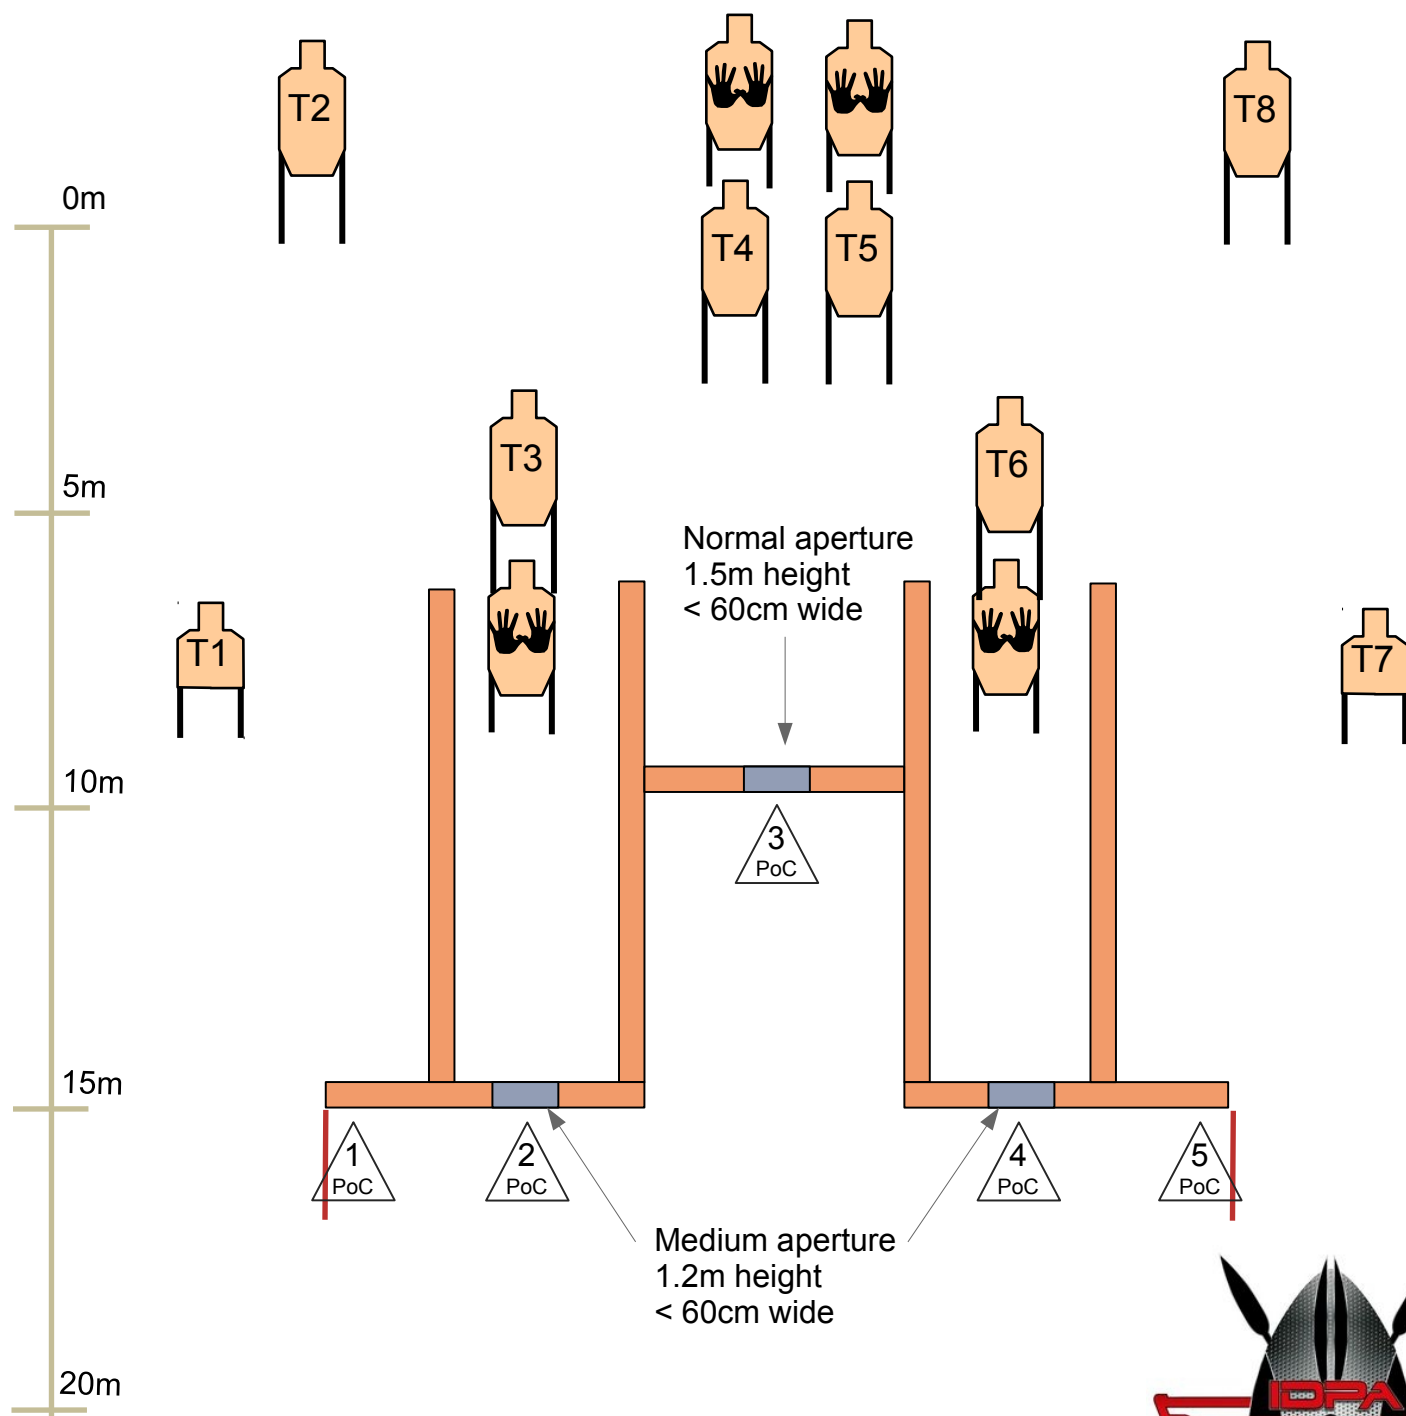 T2
T8
0m
T4
T5
T3
T6
5m
Normal aperture
1.5m height
< 60cm wide
T1
T7
10m
3
PoC
15m
1
PoC
2
PoC
4
PoC
5
PoC
Medium aperture
1.2m height
< 60cm wide
20m
IDPA